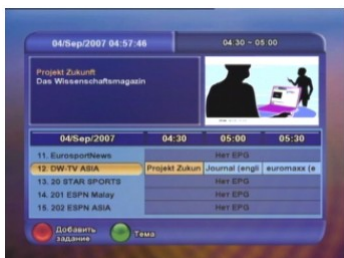 04/Sep/2007 04:57:46 04:30 ~ 05:00
Projekt Zukunft
Das Wissenschaftsmagazin
04/Sep/2007 04:30 05:00 05:30
11. EurosportNews Нет EPG
12. DW-TV ASIA Projekt Zukun Journal (engli euromaxx (e
13. 20 STAR SPORTS Нет EPG
14. 201 ESPN Malay Нет EPG
15. 202 ESPN ASIA Нет EPG
Добавить задание Тема